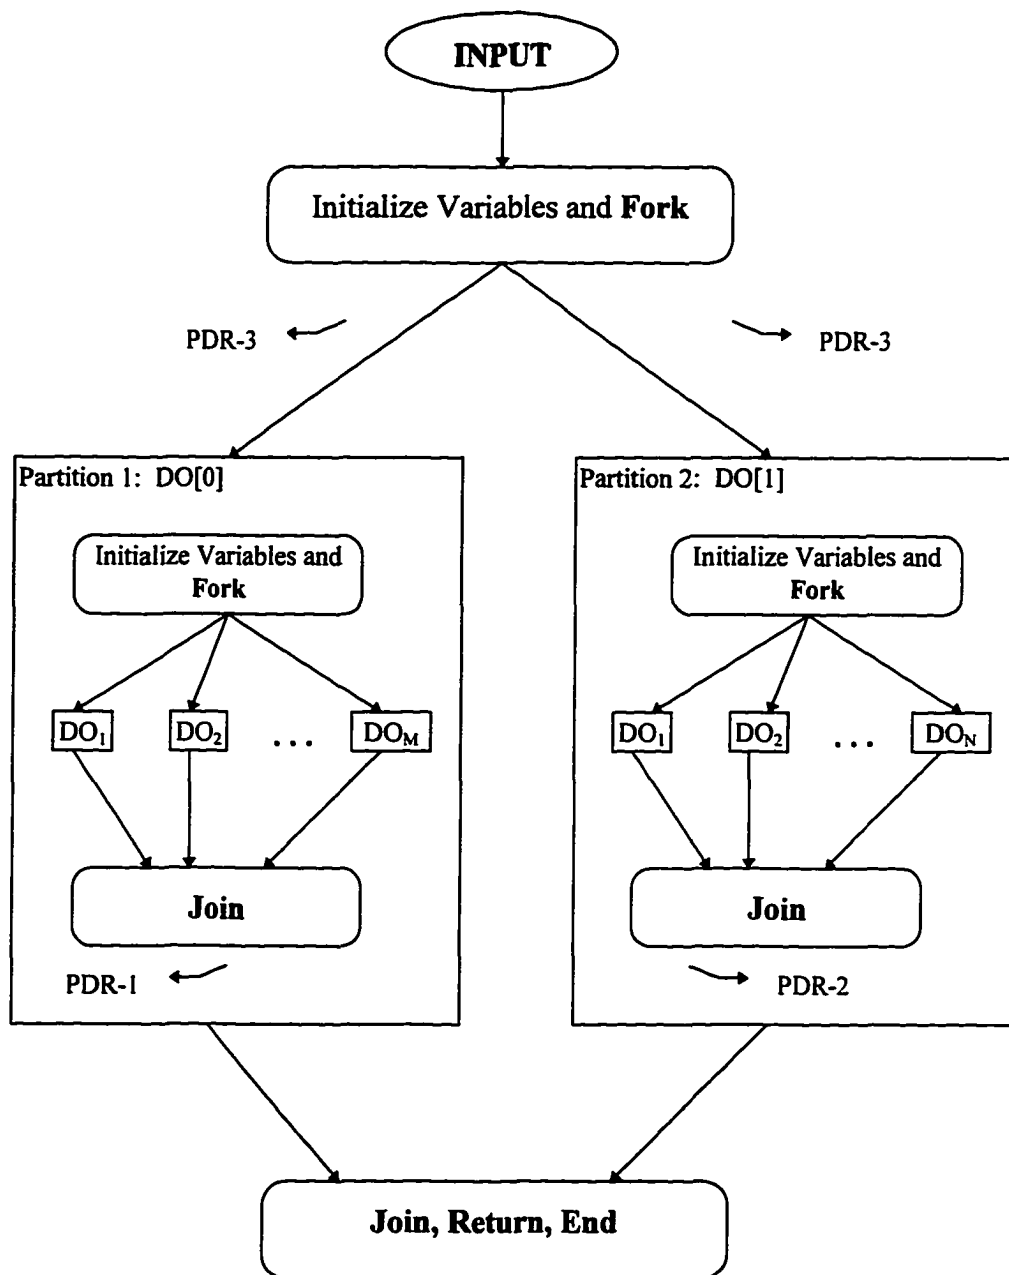 INPUT
Initialize Variables and Fork
PDR-3
PDR-3
Partition 1: DO[0]
Initialize Variables and
Fork
DO₁
DO₂
...
DO_M
Join
PDR-1
Partition 2: DO[1]
Initialize Variables and
Fork
DO₁
DO₂
...
DO_N
Join
PDR-2
Join, Return, End